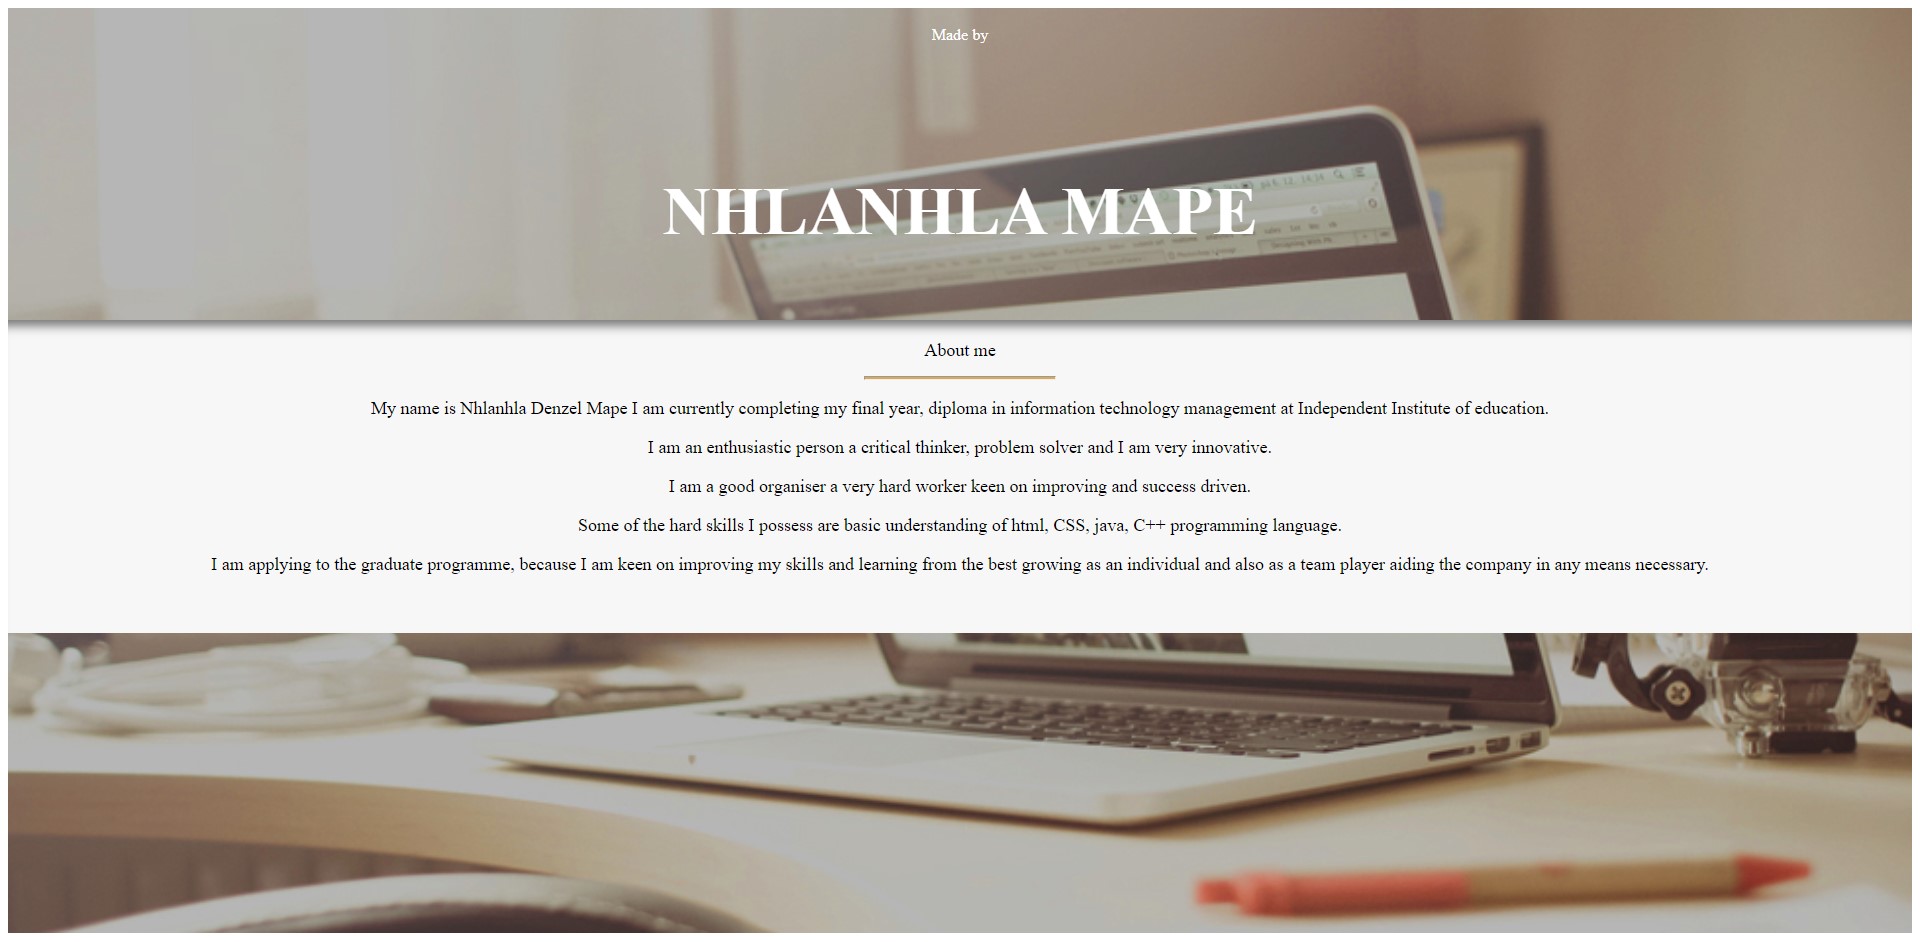 Made by
NHLANHLA MAPE
About me
My name is Nhlanhla Denzel Mape I am currently completing my final year, diploma in information technology management at Independent Institute of education.
I am an enthusiastic person a critical thinker, problem solver and I am very innovative.
I am a good organiser a very hard worker keen on improving and success driven.
Some of the hard skills I possess are basic understanding of html, CSS, java, C++ programming language.
I am applying to the graduate programme, because I am keen on improving my skills and learning from the best growing as an individual and also as a team player aiding the company in any means necessary.